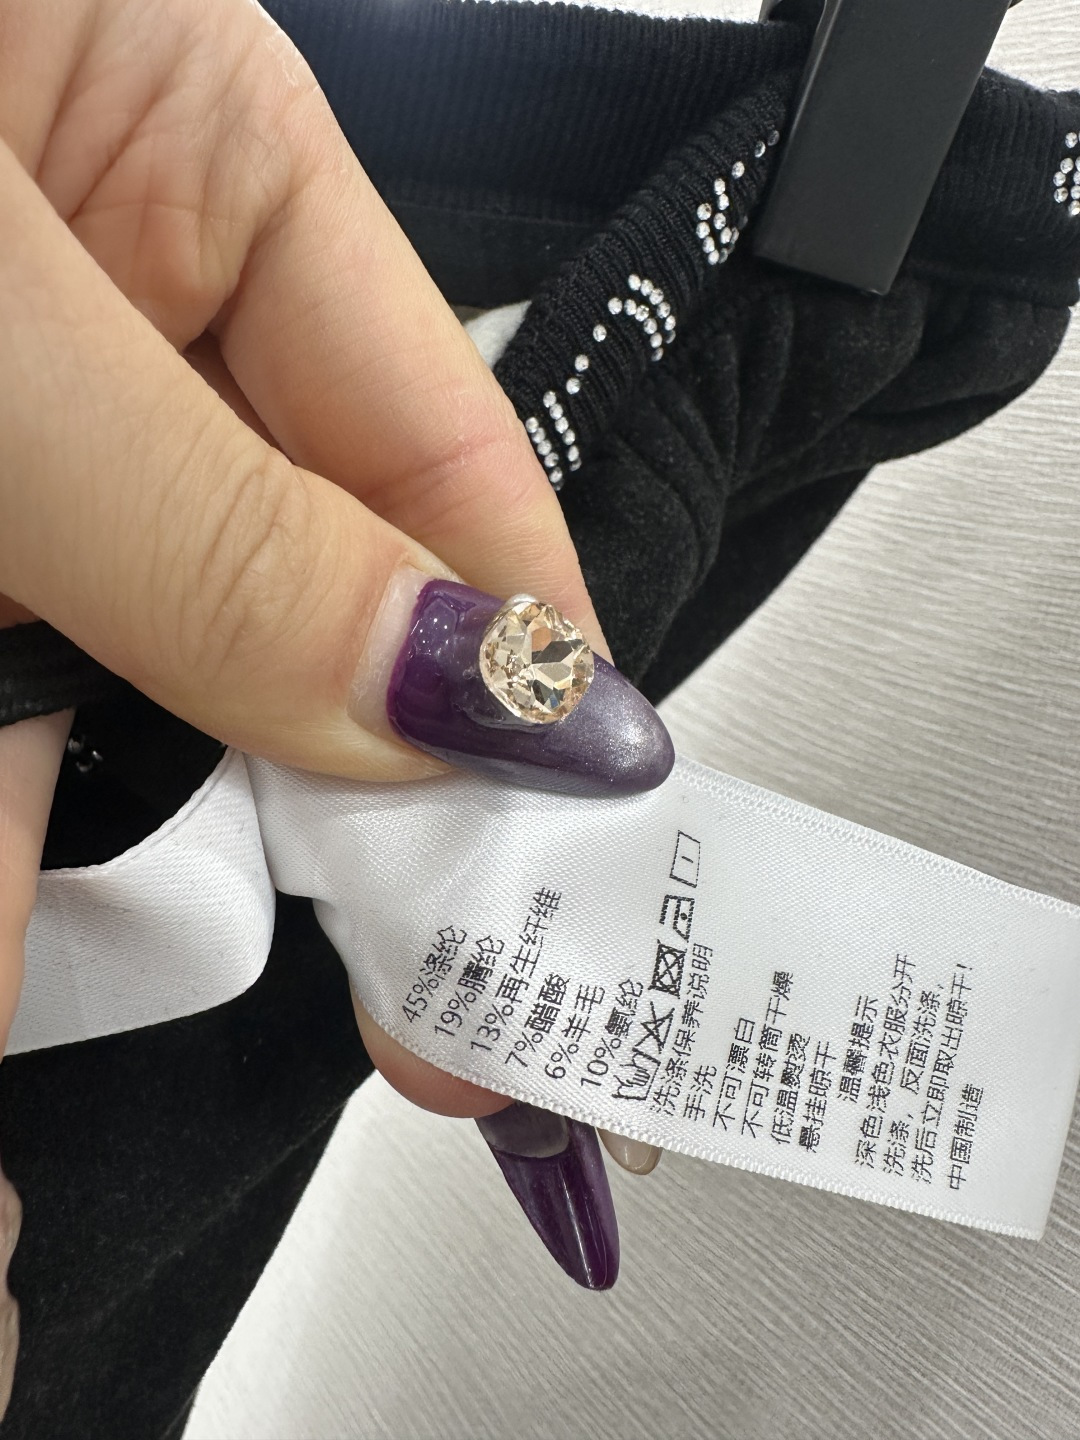 45%涤纶
19%腈纶
13%再生纤维
7%醋酸
6%羊毛
10%氨纶
洗涤保养说明
手洗
不可漂白
不可转筒干燥
低温熨烫
悬挂晾干
温馨提示
深色浅色衣服分开
洗涤，反面洗涤，
洗后立即取出晾干！
中国制造